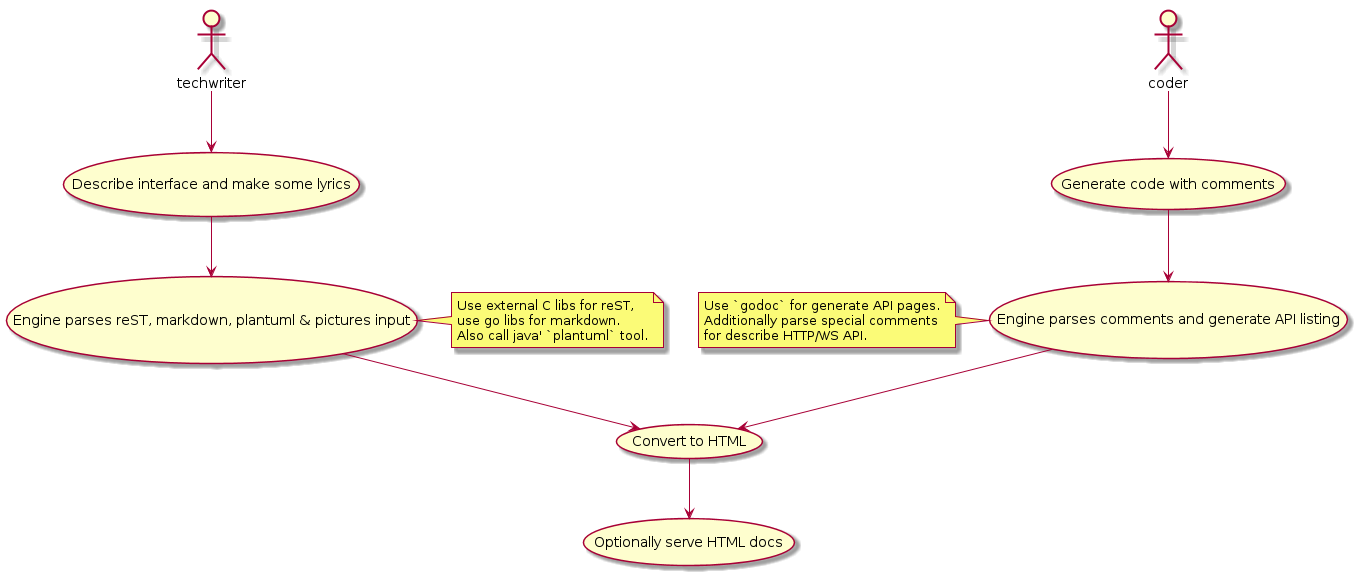 techwriter
coder
Describe interface and make some lyrics
Generate code with comments
Engine parses reST, markdown, plantuml & pictures input
Use external C libs for reST,
use go libs for markdown.
Also call java' `plantuml` tool.
Use `godoc` for generate API pages.
Additionally parse special comments
for describe HTTP/WS API.
Engine parses comments and generate API listing
Convert to HTML
Optionally serve HTML docs